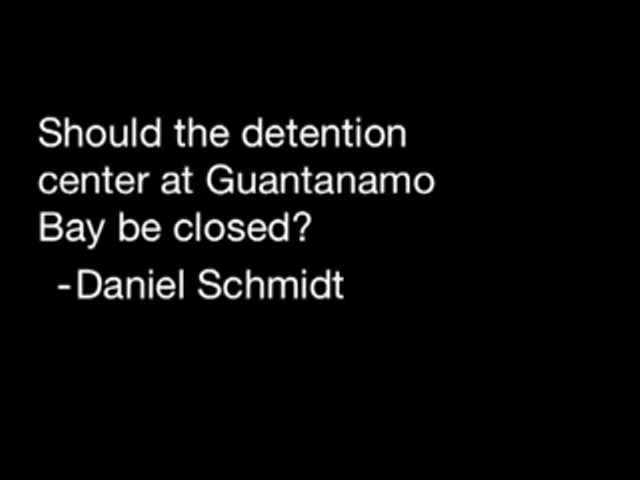 Should the detention
center at Guantanamo
Bay be closed?
-Daniel Schmidt